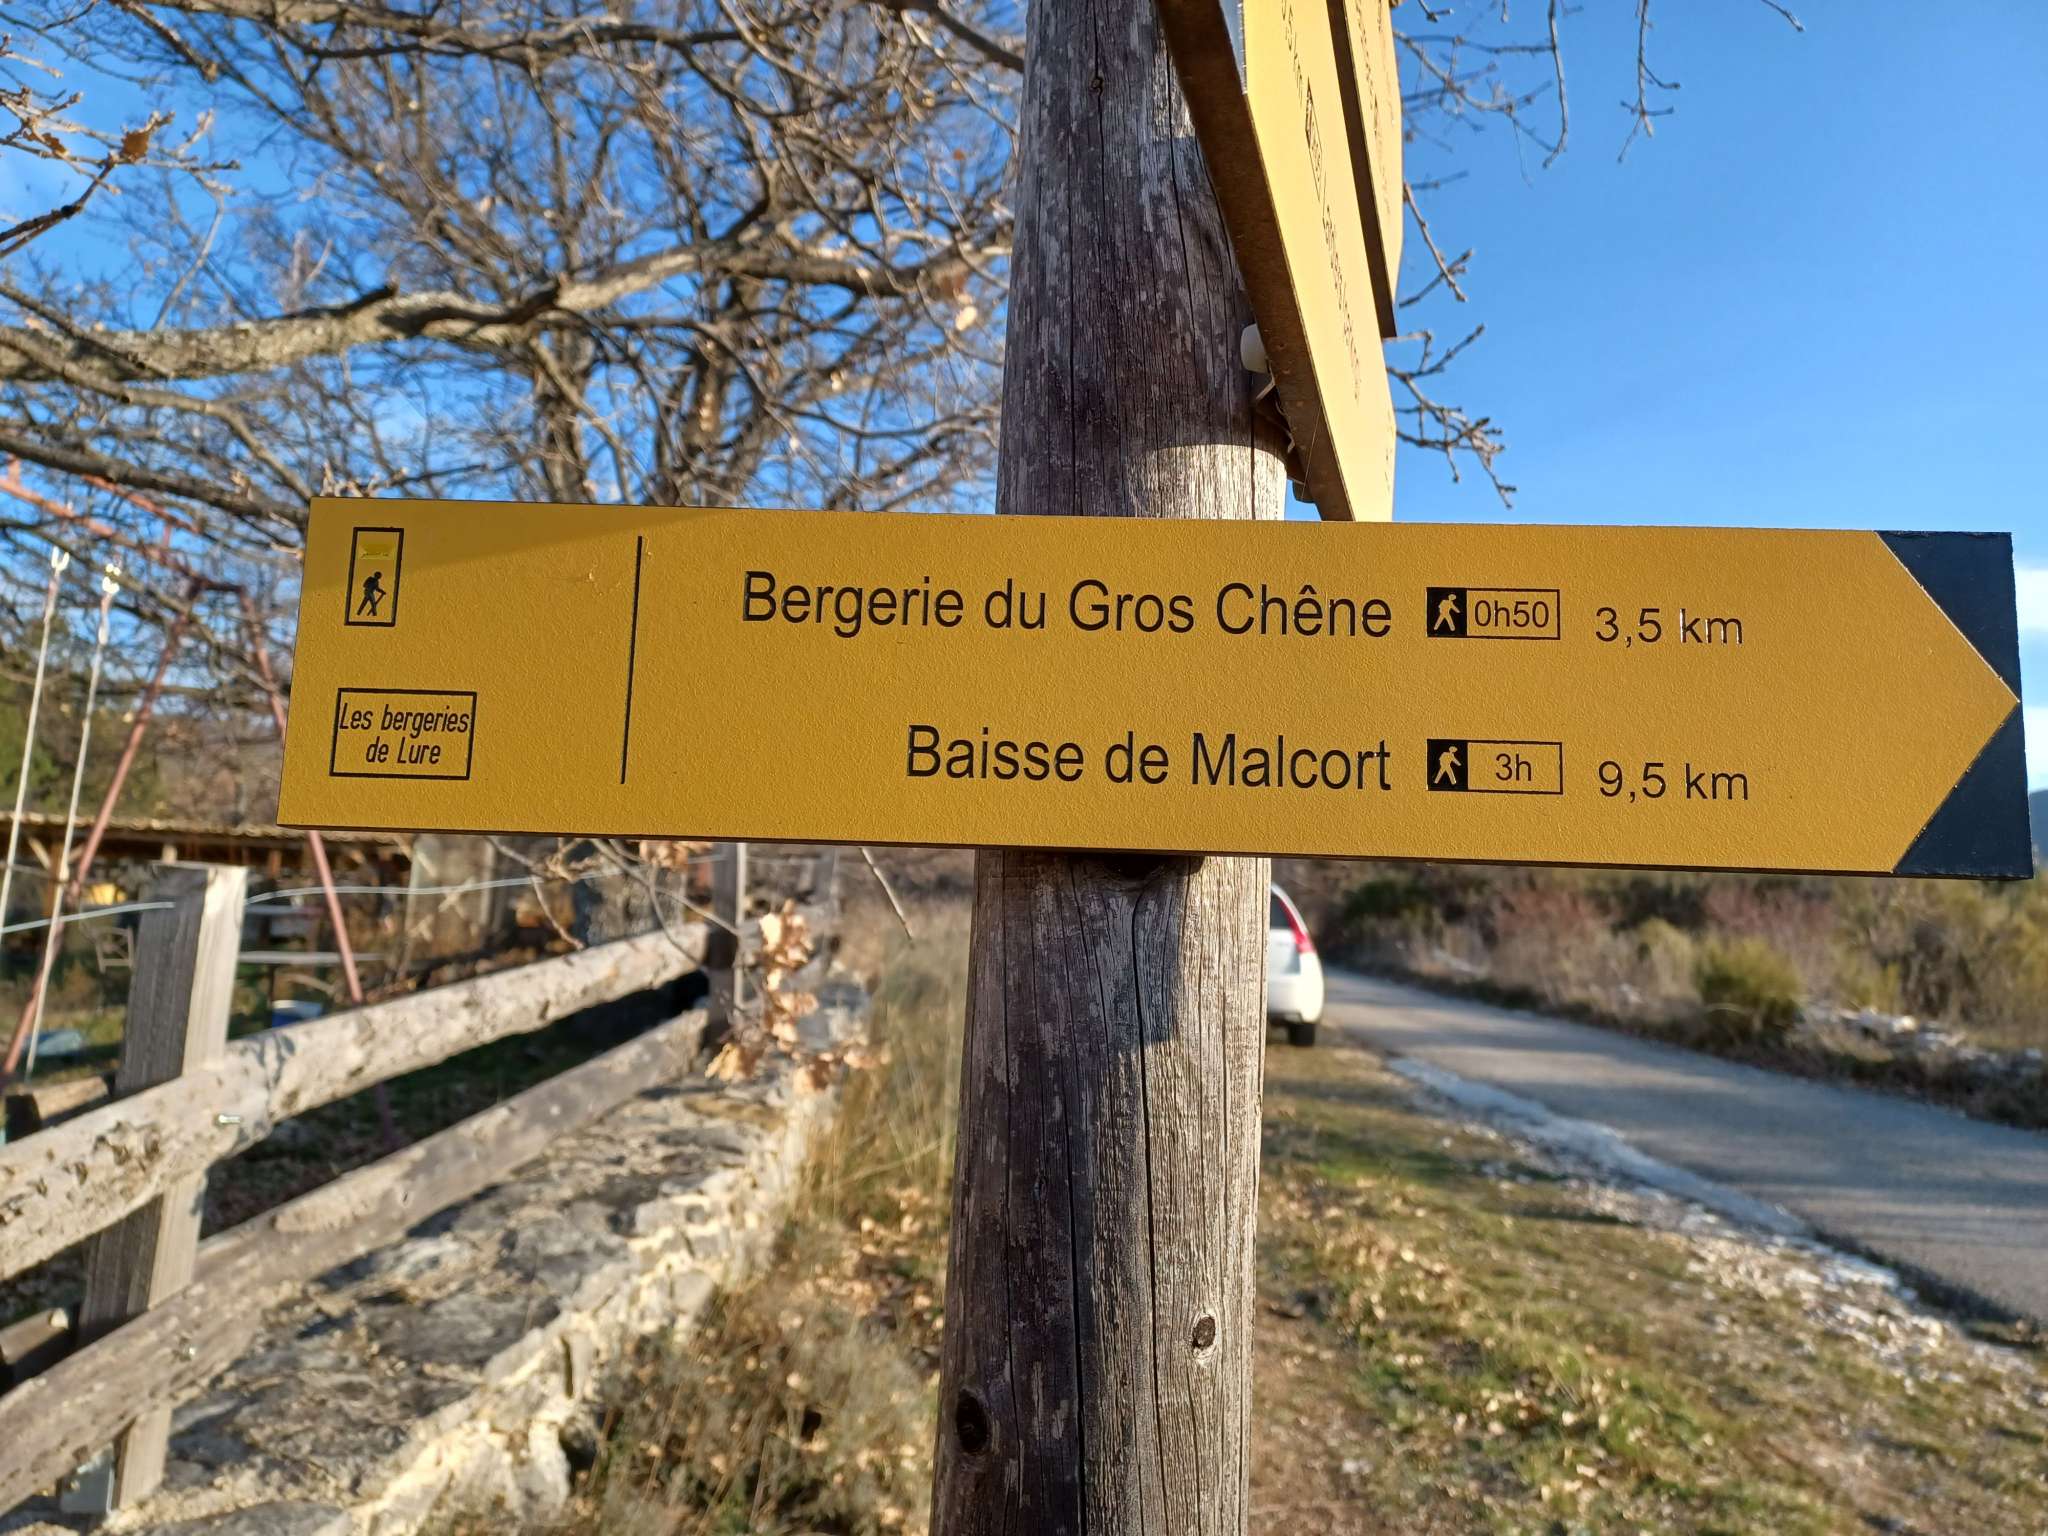 Bergerie du Gros Chêne 0h50 3,5 km
Les bergeries
de Lure
Baisse de Malcort 3h 9,5 km